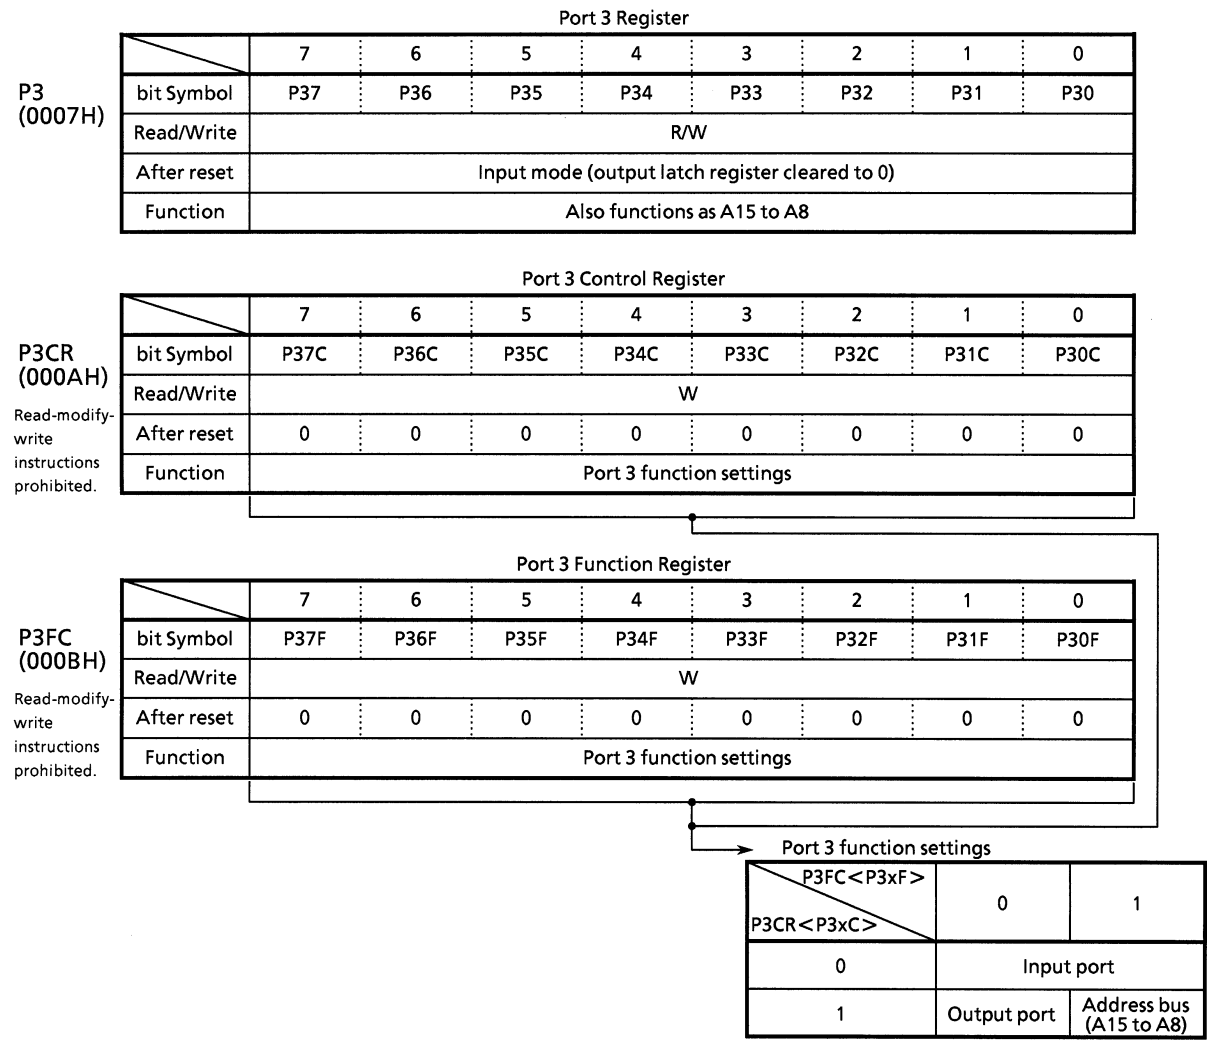 Port 3 Register
7 6 5 4 3 2 1 0
P3
(0007H)
bit Symbol P37 P36 P35 P34 P33 P32 P31 P30
Read/Write R/W
After reset Input mode (output latch register cleared to 0)
Function Also functions as A15 to A8
Port 3 Control Register
7 6 5 4 3 2 1 0
P3CR
(000AH)
Read-modify-
write
instructions
prohibited.
bit Symbol P37C P36C P35C P34C P33C P32C P31C P30C
Read/Write W
After reset 0 0 0 0 0 0 0 0
Function Port 3 function settings
Port 3 Function Register
7 6 5 4 3 2 1 0
P3FC
(000BH)
Read-modify-
write
instructions
prohibited.
bit Symbol P37F P36F P35F P34F P33F P32F P31F P30F
Read/Write W
After reset 0 0 0 0 0 0 0 0
Function Port 3 function settings
Port 3 function settings
P3FC<P3xF>
P3CR<P3xC>
0 1
0 Input port
1 Output port Address bus
(A15 to A8)